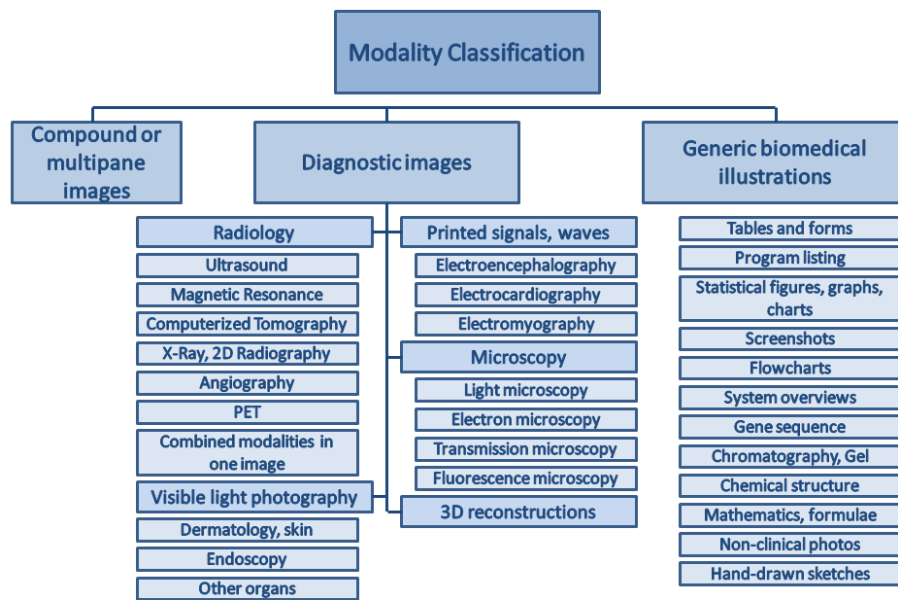 Modality Classification
Compound or
multipane
images
Diagnostic images
Generic biomedical
illustrations
Radiology
Ultrasound
Magnetic Resonance
Computerized Tomography
X-Ray, 2D Radiography
Angiography
PET
Combined modalities in
one image
Visible light photography
Dermatology, skin
Endoscopy
Other organs
Printed signals, waves
Electroencephalography
Electrocardiography
Electromyography
Microscopy
Light microscopy
Electron microscopy
Transmission microscopy
Fluorescence microscopy
3D reconstructions
Tables and forms
Program listing
Statistical figures, graphs,
charts
Screenshots
Flowcharts
System overviews
Gene sequence
Chromatography, Gel
Chemical structure
Mathematics, formulae
Non-clinical photos
Hand-drawn sketches